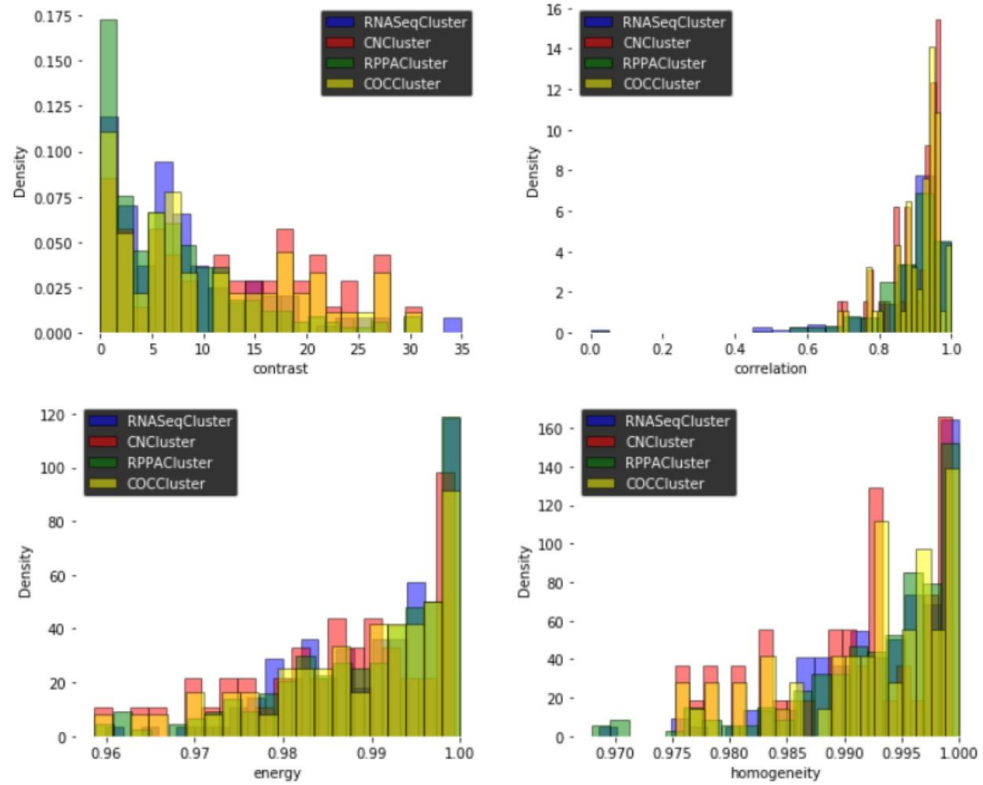 0.175
0.150
0.125
0.100
0.075
0.050
0.025
0.000
Density
0
5
10
15
20
25
30
35
contrast
RNASeqCluster
CNCluster
RPPACluster
COCCluster
16
14
12
10
8
6
4
2
0
Density
0.0
0.2
0.4
0.6
0.8
1.0
correlation
RNASeqCluster
CNCluster
RPPACluster
COCCluster
120
100
80
60
40
20
0
Density
0.96
0.97
0.98
0.99
1.00
energy
RNASeqCluster
CNCluster
RPPACluster
COCCluster
160
140
120
100
80
60
40
20
0
Density
0.970
0.975
0.980
0.985
0.990
0.995
1.000
homogeneity
RNASeqCluster
CNCluster
RPPACluster
COCCluster